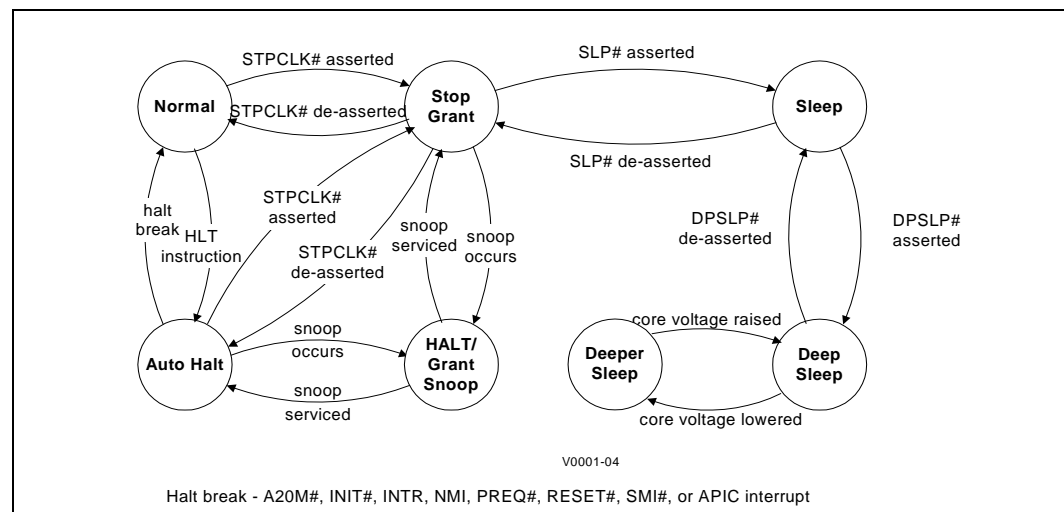 STPCLK# asserted
SLP# asserted
Normal
Stop
Grant
Sleep
STPCLK# de-asserted
SLP# de-asserted
halt
break
HLT
instruction
STPCLK#
asserted
STPCLK#
de-asserted
snoop
serviced
snoop
occurs
DPSLP#
de-asserted
DPSLP#
asserted
core voltage raised
snoop
occurs
Auto Halt
HALT/
Grant
Snoop
Deeper
Sleep
Deep
Sleep
snoop
serviced
core voltage lowered
V0001-04
Halt break - A20M#, INIT#, INTR, NMI, PREQ#, RESET#, SMI#, or APIC interrupt